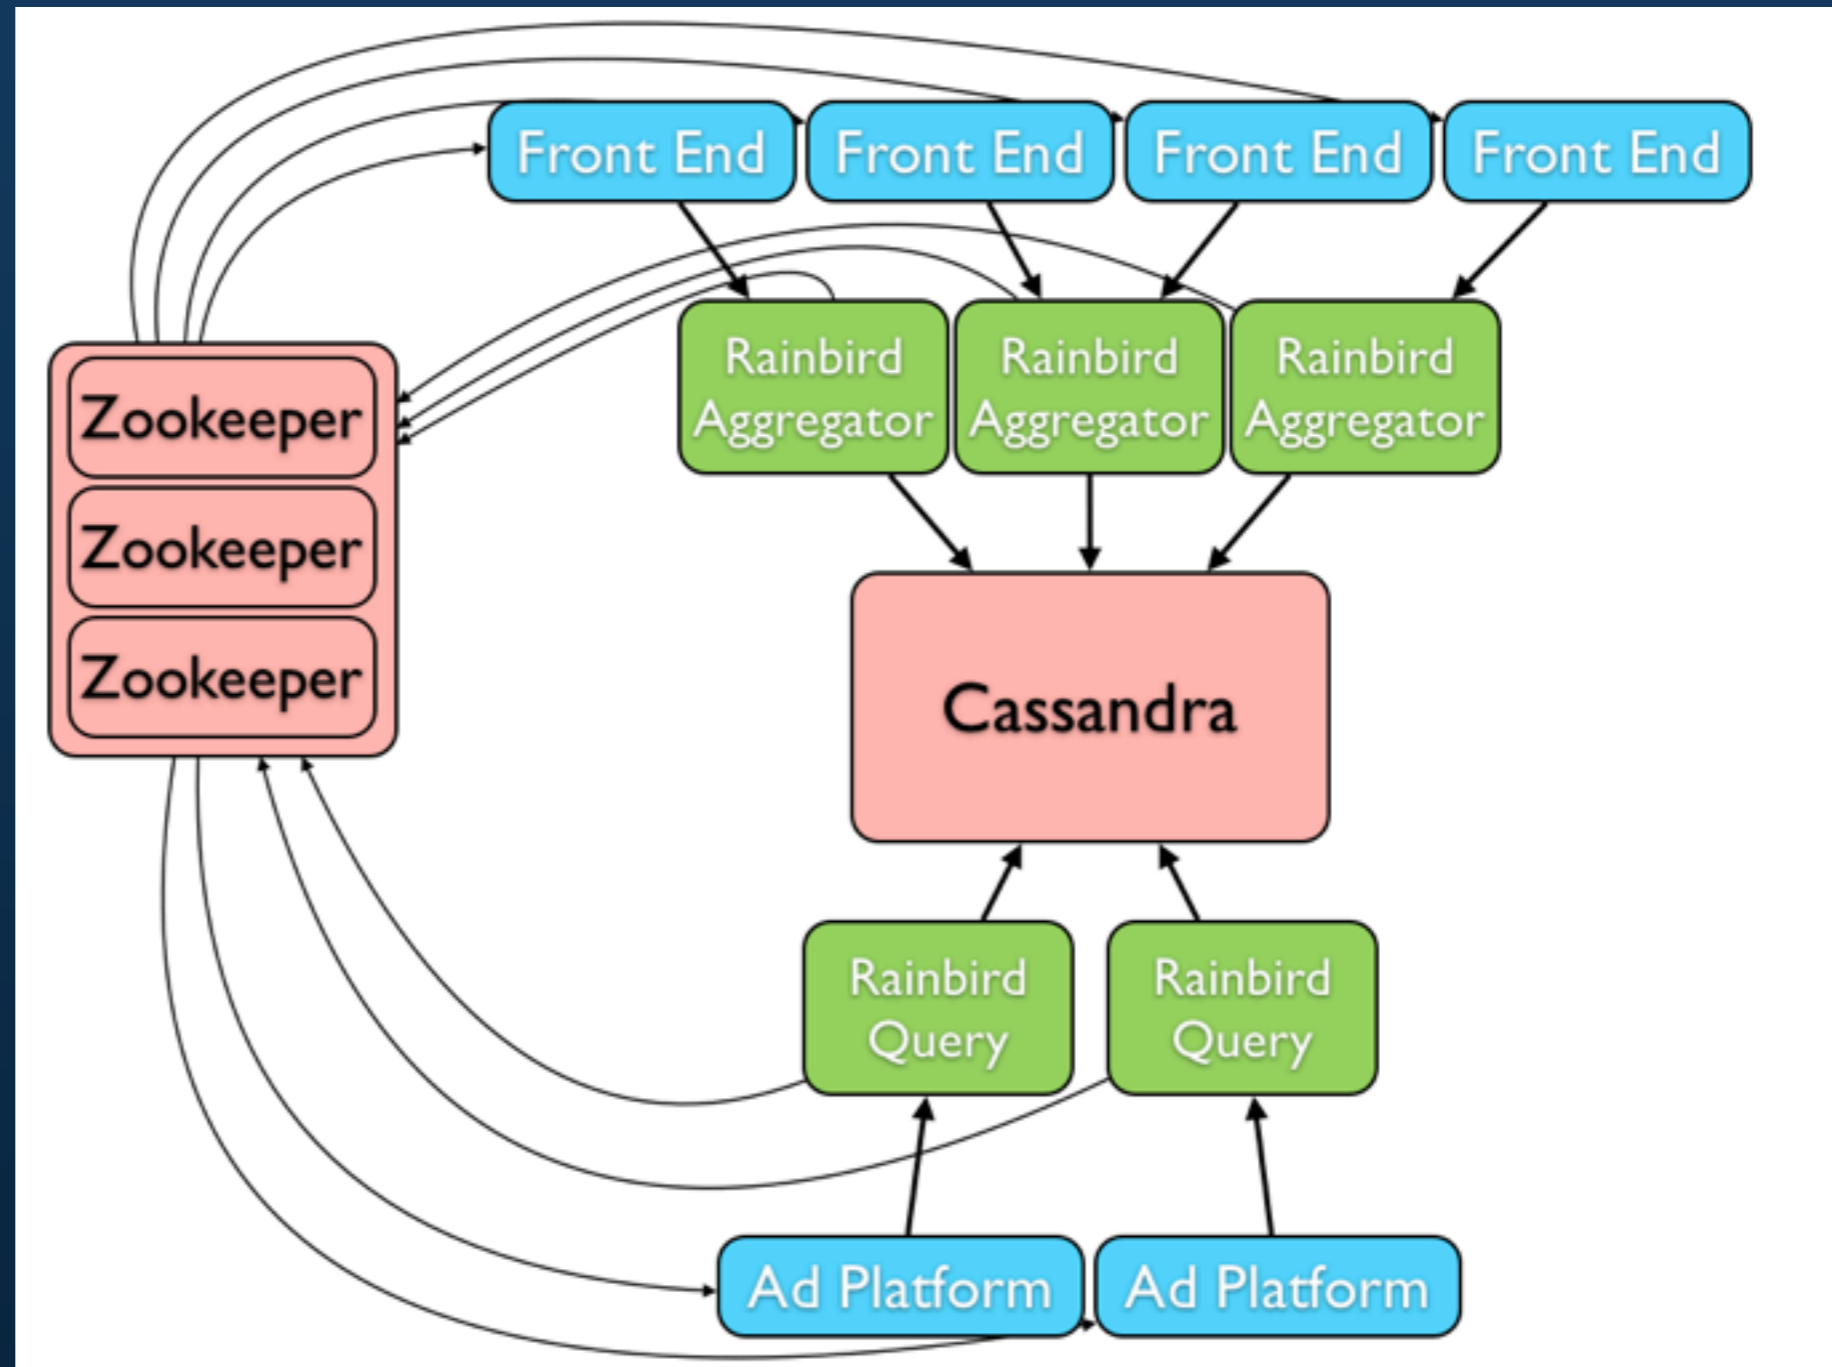 Front End
Front End
Front End
Front End
Rainbird
Aggregator
Rainbird
Aggregator
Rainbird
Aggregator
Zookeeper
Zookeeper
Zookeeper
Cassandra
Rainbird
Query
Rainbird
Query
Ad Platform
Ad Platform